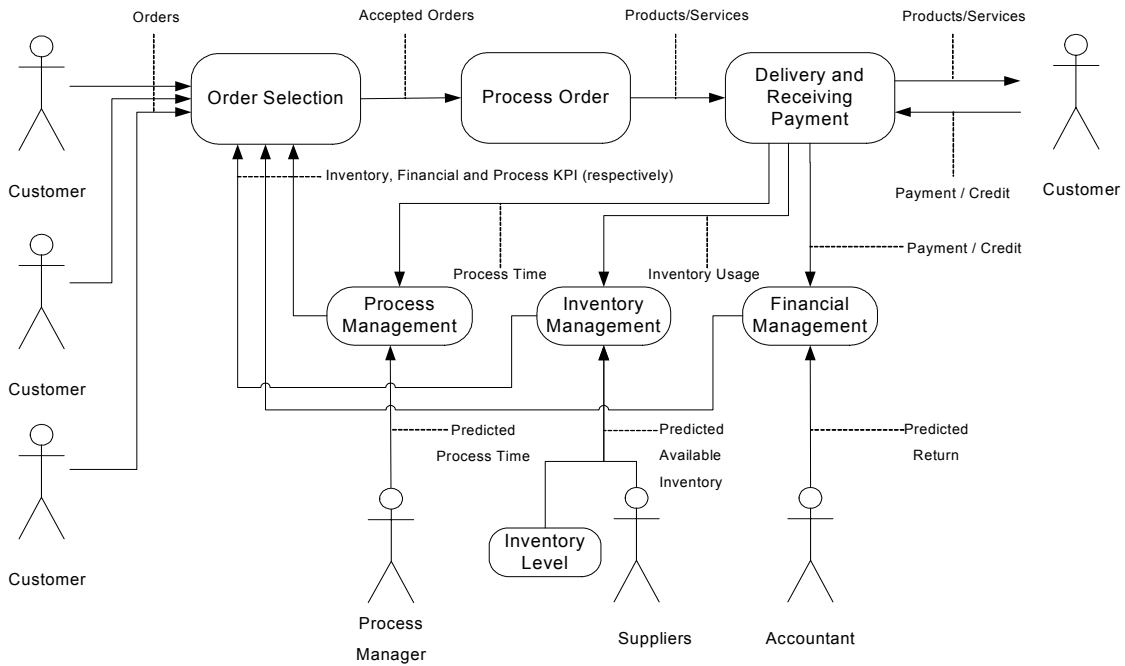 Orders
Accepted Orders
Products/Services
Products/Services
Order Selection
Process Order
Delivery and
Receiving
Payment
Customer
Inventory, Financial and Process KPI (respectively)
Payment / Credit
Customer
Payment / Credit
Process Time
Inventory Usage
Process
Management
Inventory
Management
Financial
Management
Customer
Predicted
Process Time
Predicted
Available
Inventory
Predicted
Return
Inventory
Level
Customer
Process
Manager
Suppliers
Accountant